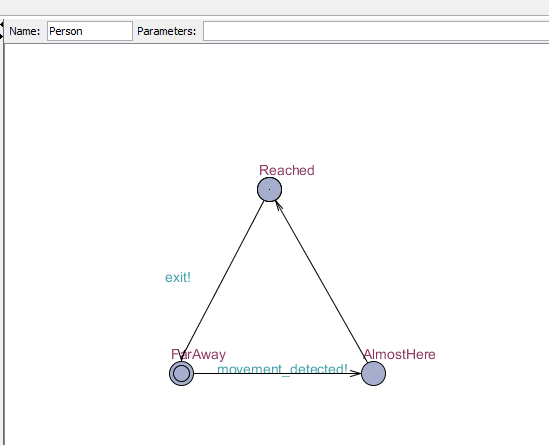 Name: Person Parameters:
Reached
exit!
FarAway
AlmostHere
movement_detected!